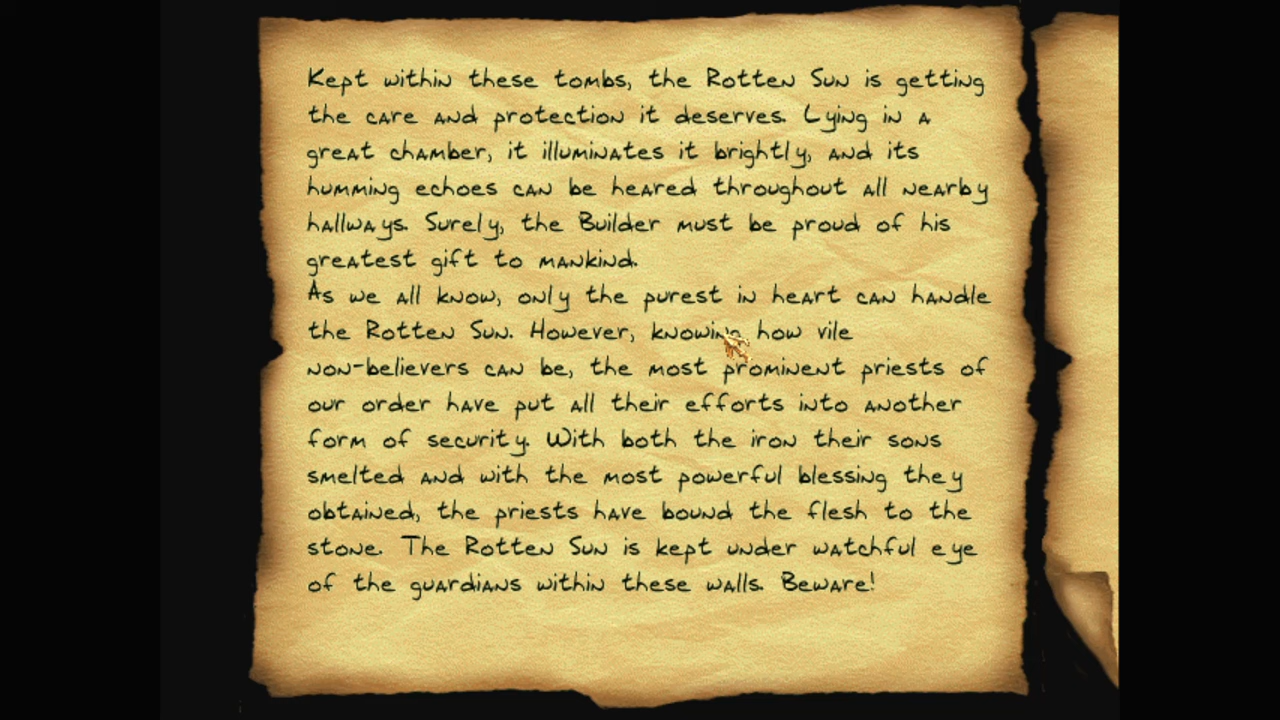 Kept within these tombs, the Rotten Sun is getting
the care and protection it deserves. Lying in a
great chamber, it illuminates it brightly, and its
humming echoes can be heared throughout all nearby
hallways. Surely, the Builder must be proud of his
greatest gift to mankind.
As we all know, only the purest in heart can handle
the Rotten Sun. However, knowing how vile
non-believers can be, the most prominent priests of
our order have put all their efforts into another
form of security. With both the iron their sons
smelted and with the most powerful blessing they
obtained, the priests have bound the flesh to the
stone. The Rotten Sun is kept under watchful eye
of the guardians within these walls. Beware!